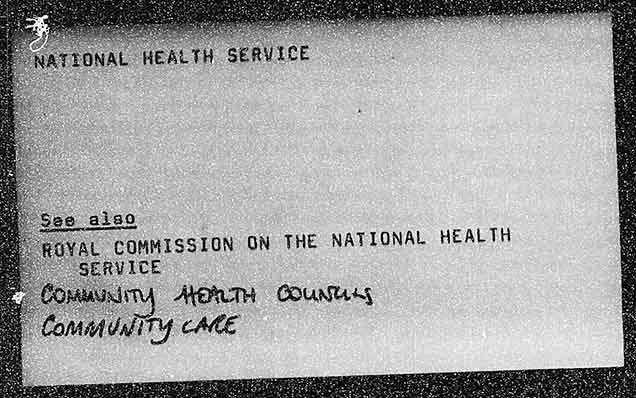 NATIONAL HEALTH SERVICE
See also
ROYAL COMMISSION ON THE NATIONAL HEALTH
SERVICE
COMMUNITY HEALTH COUNCILS
COMMUNITY CARE